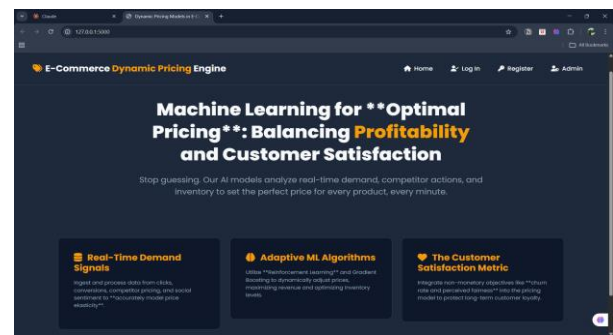 Claude
Dynamic Pricing Models in E-C
127.0.0.1:5000
All Bookmarks
E-Commerce Dynamic Pricing Engine
Home
Log In
Register
Admin
Machine Learning for **Optimal
Pricing**: Balancing Profitability
and Customer Satisfaction
Stop guessing. Our AI models analyze real-time demand, competitor actions, and
inventory to set the perfect price for every product, every minute.
Real-Time Demand
Signals
Ingest and process data from clicks,
conversions, competitor pricing, and social
sentiment to **accurately model price
elasticity**.
Adaptive ML Algorithms
Utilize **Reinforcement Learning** and Gradient
Boosting to dynamically adjust prices,
maximizing revenue and optimizing inventory
levels.
The Customer
Satisfaction Metric
Integrate non-monetary objectives like **churn
rate and perceived fairness** into the pricing
model to protect long-term customer loyalty.